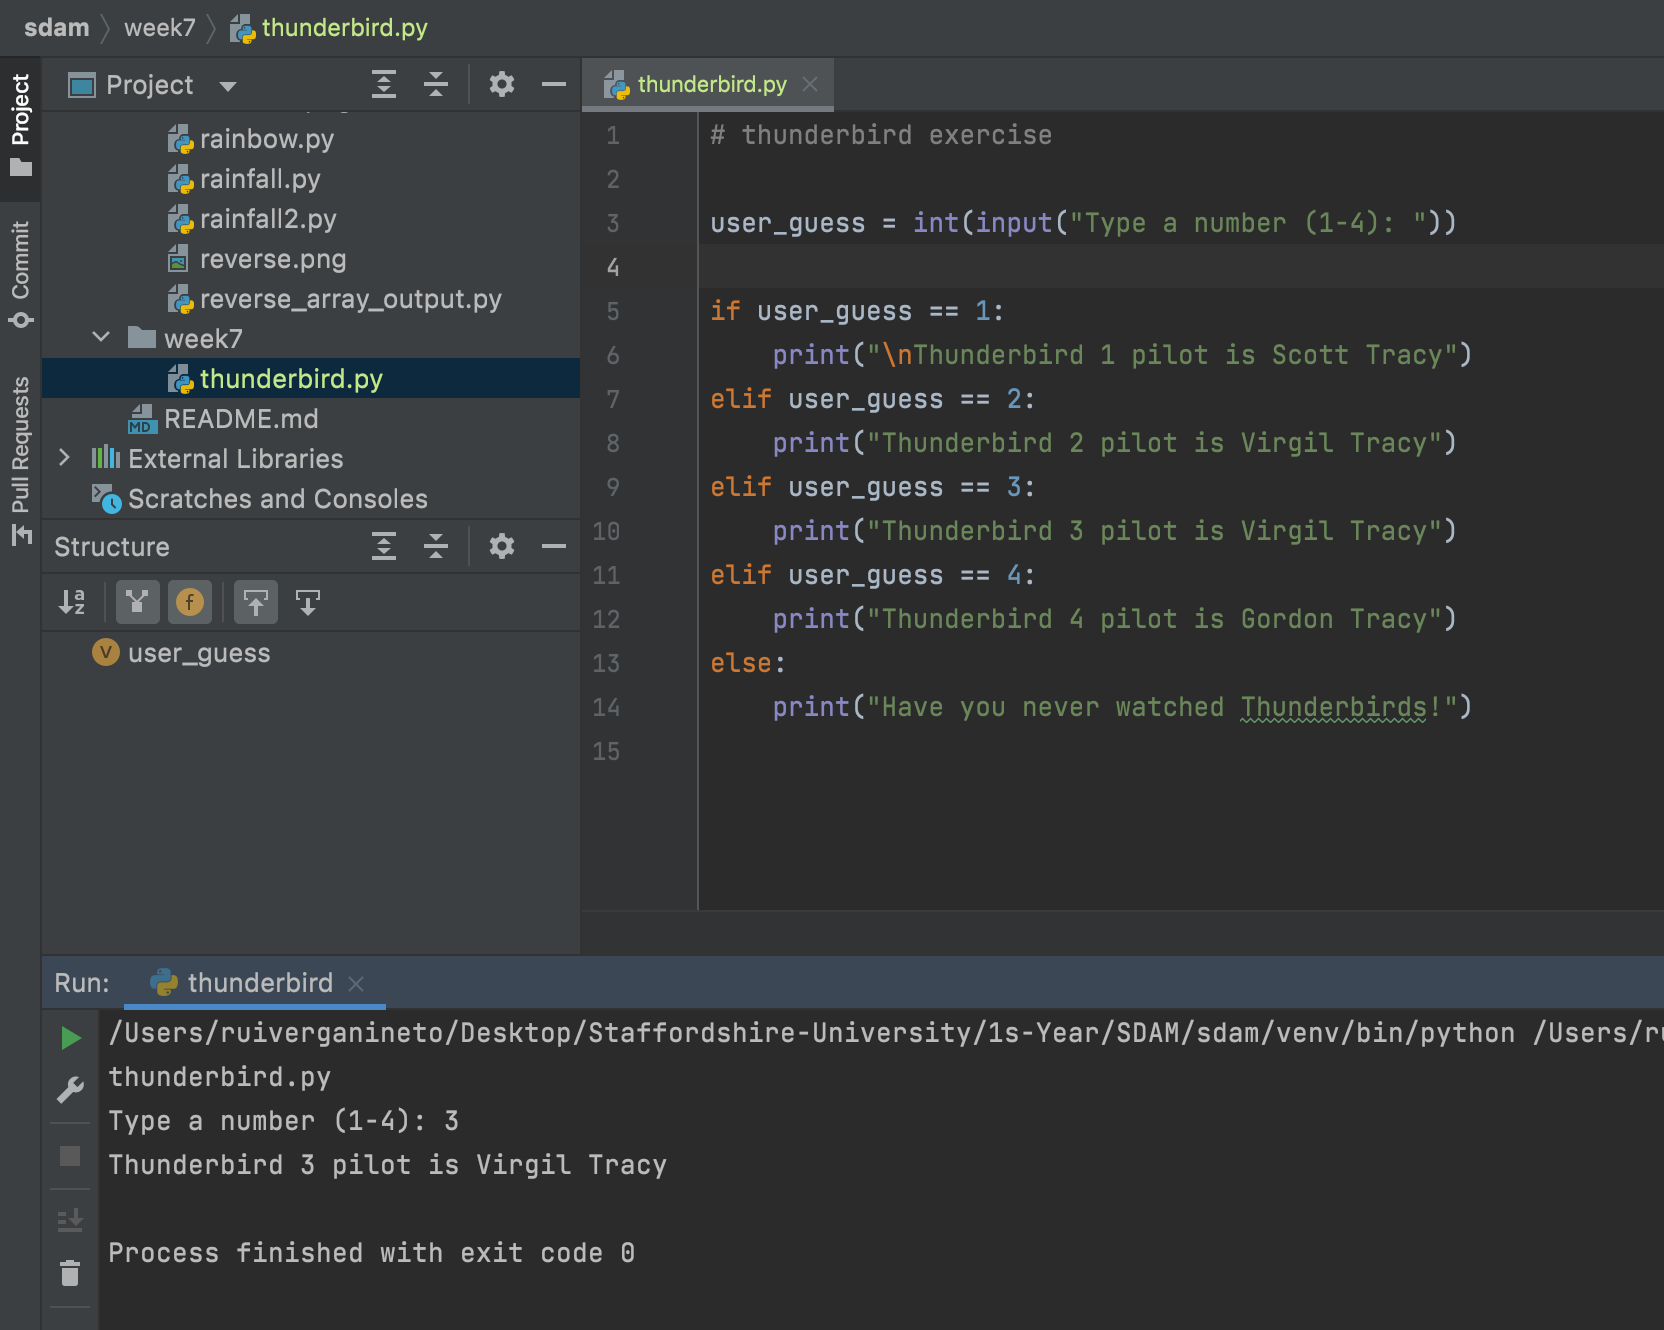 sdam week7 thunderbird.py
Project
Commit
Pull Requests
Project
rainbow.py
rainfall.py
rainfall2.py
reverse.png
reverse_array_output.py
week7
thunderbird.py
README.md
External Libraries
Scratches and Consoles
Structure
user_guess
thunderbird.py
1 # thunderbird exercise
2
3 user_guess = int(input("Type a number (1-4): "))
4
5 if user_guess == 1:
6     print("\nThunderbird 1 pilot is Scott Tracy")
7 elif user_guess == 2:
8     print("Thunderbird 2 pilot is Virgil Tracy")
9 elif user_guess == 3:
10     print("Thunderbird 3 pilot is Virgil Tracy")
11 elif user_guess == 4:
12     print("Thunderbird 4 pilot is Gordon Tracy")
13 else:
14     print("Have you never watched Thunderbirds!")
15
Run: thunderbird
/Users/ruiverganineto/Desktop/Staffordshire-University/1s-Year/SDAM/sdam/venv/bin/python /Users/ru
thunderbird.py
Type a number (1-4): 3
Thunderbird 3 pilot is Virgil Tracy
Process finished with exit code 0